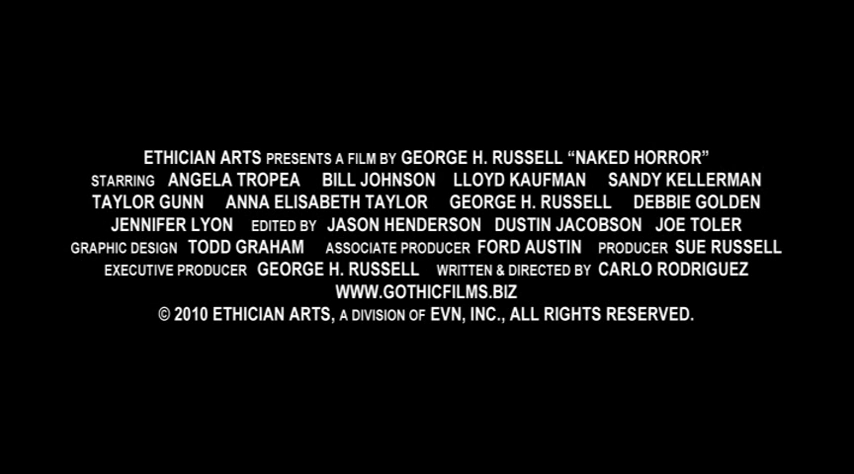 ETHICIAN ARTS PRESENTS A FILM BY GEORGE H. RUSSELL “NAKED HORROR”
STARRING ANGELA TROPEA BILL JOHNSON LLOYD KAUFMAN SANDY KELLERMAN
TAYLOR GUNN ANNA ELISABETH TAYLOR GEORGE H. RUSSELL DEBBIE GOLDEN
JENNIFER LYON EDITED BY JASON HENDERSON DUSTIN JACOBSON JOE TOLER
GRAPHIC DESIGN TODD GRAHAM ASSOCIATE PRODUCER FORD AUSTIN PRODUCER SUE RUSSELL
EXECUTIVE PRODUCER GEORGE H. RUSSELL WRITTEN & DIRECTED BY CARLO RODRIGUEZ
WWW.GOTHICFILMS.BIZ
© 2010 ETHICIAN ARTS, A DIVISION OF EVN, INC., ALL RIGHTS RESERVED.